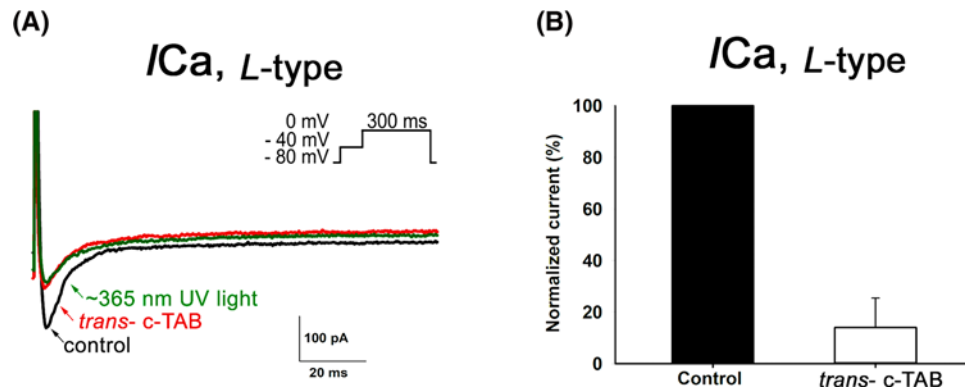 (A)
ICa, L-type
0 mV
300 ms
- 40 mV
- 80 mV
~365 nm UV light
trans- c-TAB
control
100 pA
20 ms
(B)
ICa, L-type
Normalized current (%)
100
80
60
40
20
0
Control
trans- c-TAB